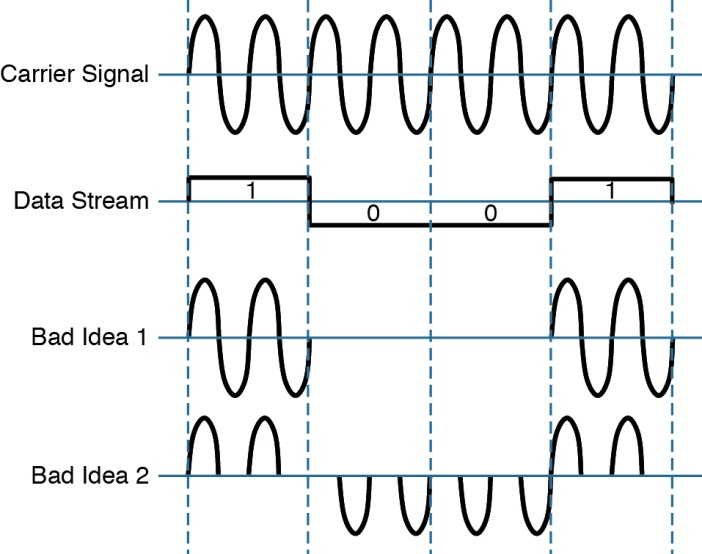 Carrier Signal
Data Stream
1
0
0
1
Bad Idea 1
Bad Idea 2